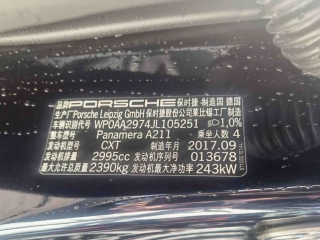 品牌 PORSCHE 保时捷·制造国 德国
生产厂 Porsche Leipzig GmbH 保时捷股份公司莱比锡工厂制造
车辆识别代号 WP0AA2974JL105251 1,0%
整车型号 Panamera A211 乘坐人数 4
发动机型号 CXT 制造年月 2017.09
发动机排量 2995cc 发动机序号 013678
最大允许总质量 2390kg 发动机最大净功率 243kW